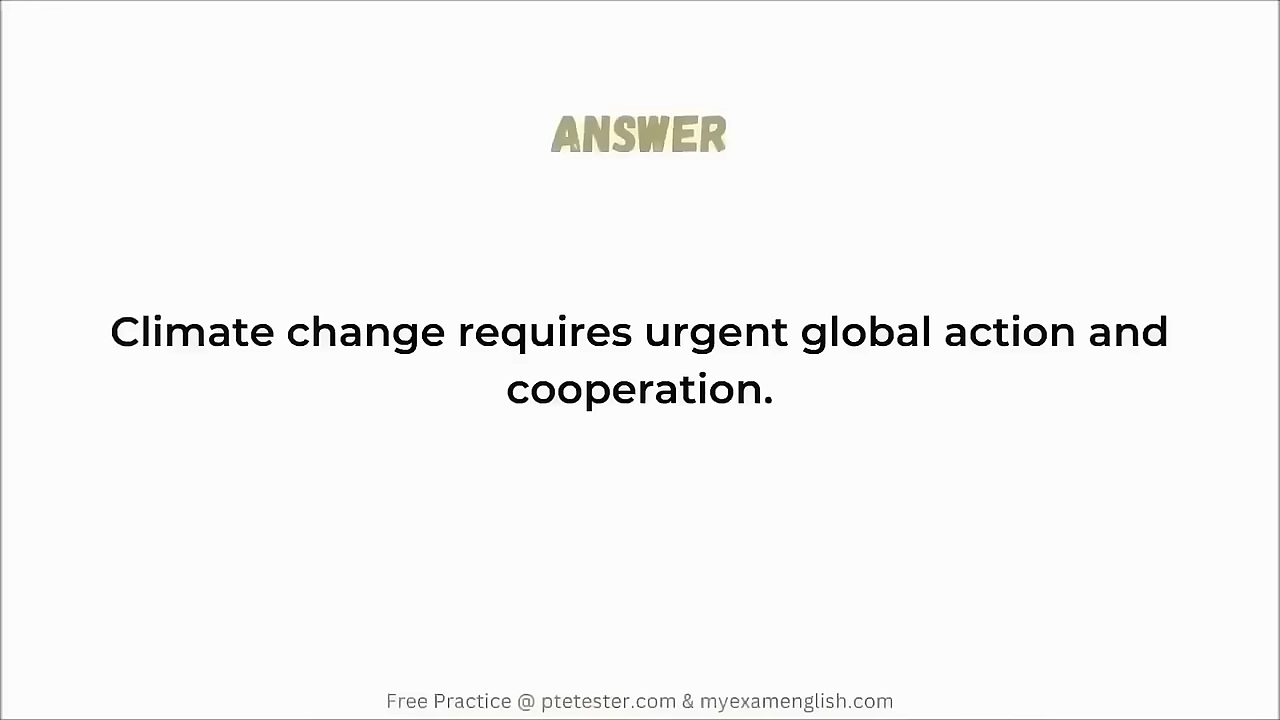 ANSWER
Climate change requires urgent global action and
cooperation.
Free Practice @ ptetester.com & myexamenglish.com